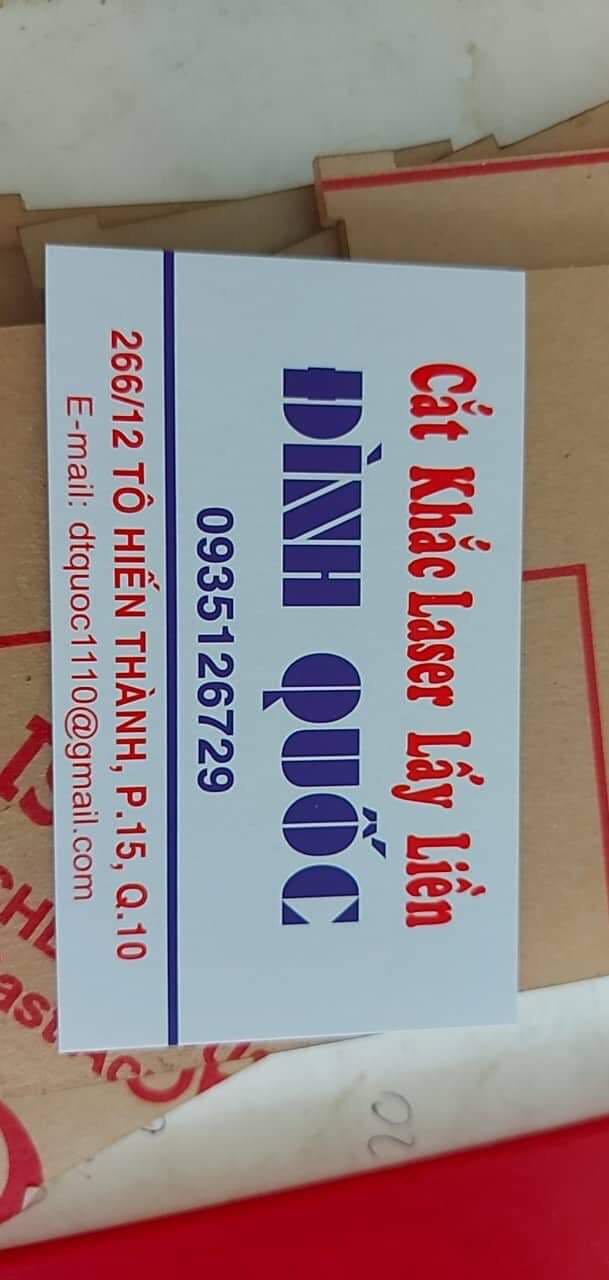 Cắt Khắc Laser Lấy Liền
ĐÌNH QUỐC
0935126729
266/12 TÔ HIẾN THÀNH, P.15, Q.10
E-mail: dtquoc1110@gmail.com